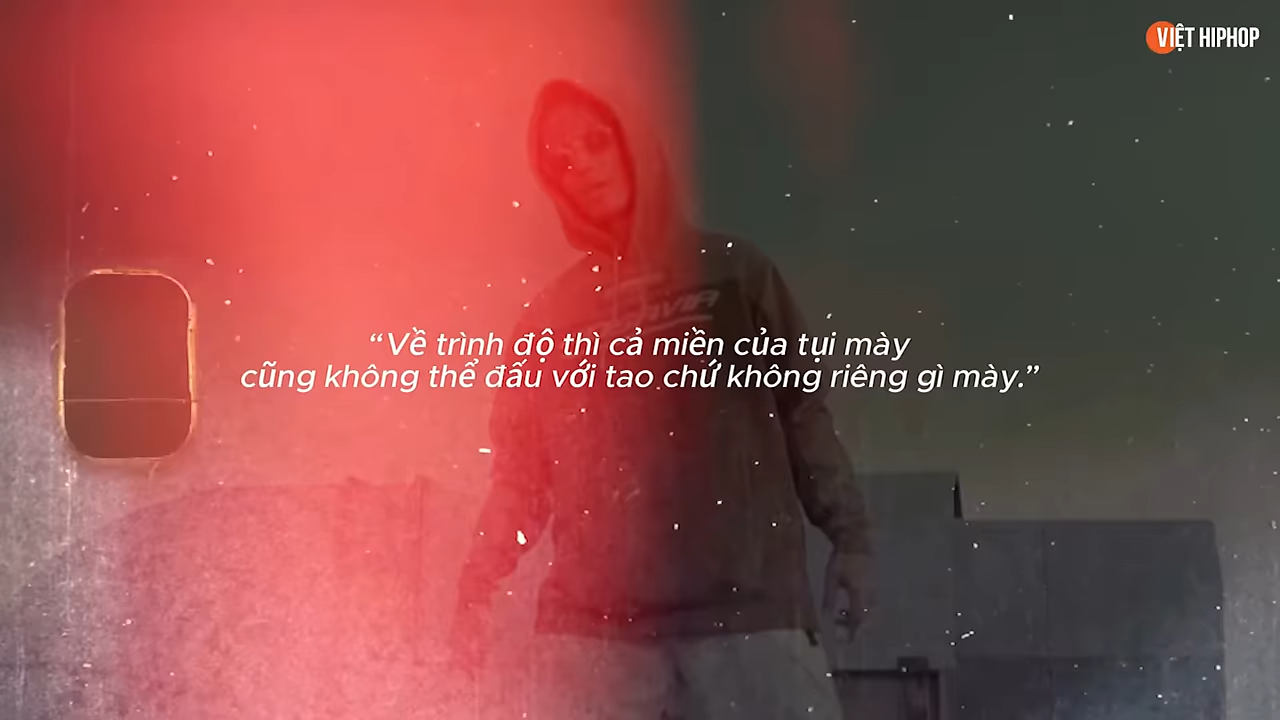 VIỆT HIPHOP
“Về trình độ thì cả miền của tụi mày
cũng không thể đấu với tao chứ không riêng gì mày.”